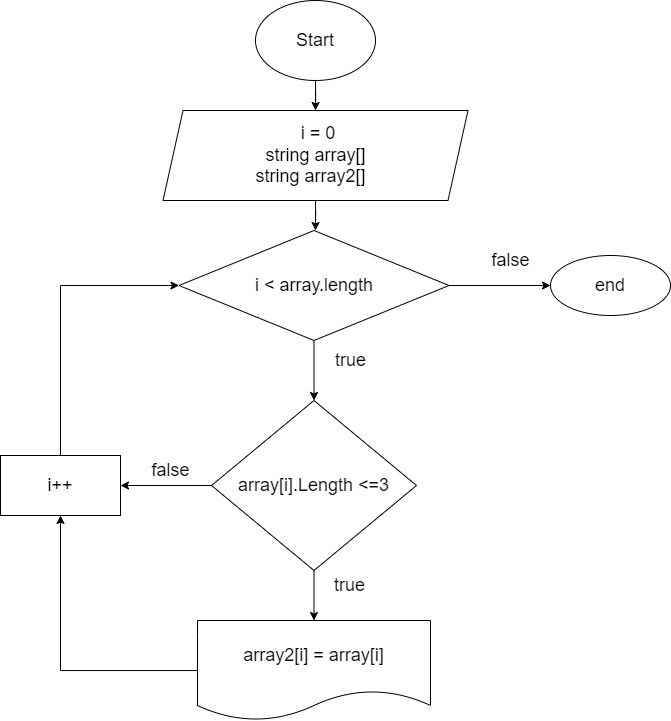 Start
i = 0
string array[]
string array2[]
i < array.length
false
end
true
array[i].Length <=3
false
i++
true
array2[i] = array[i]